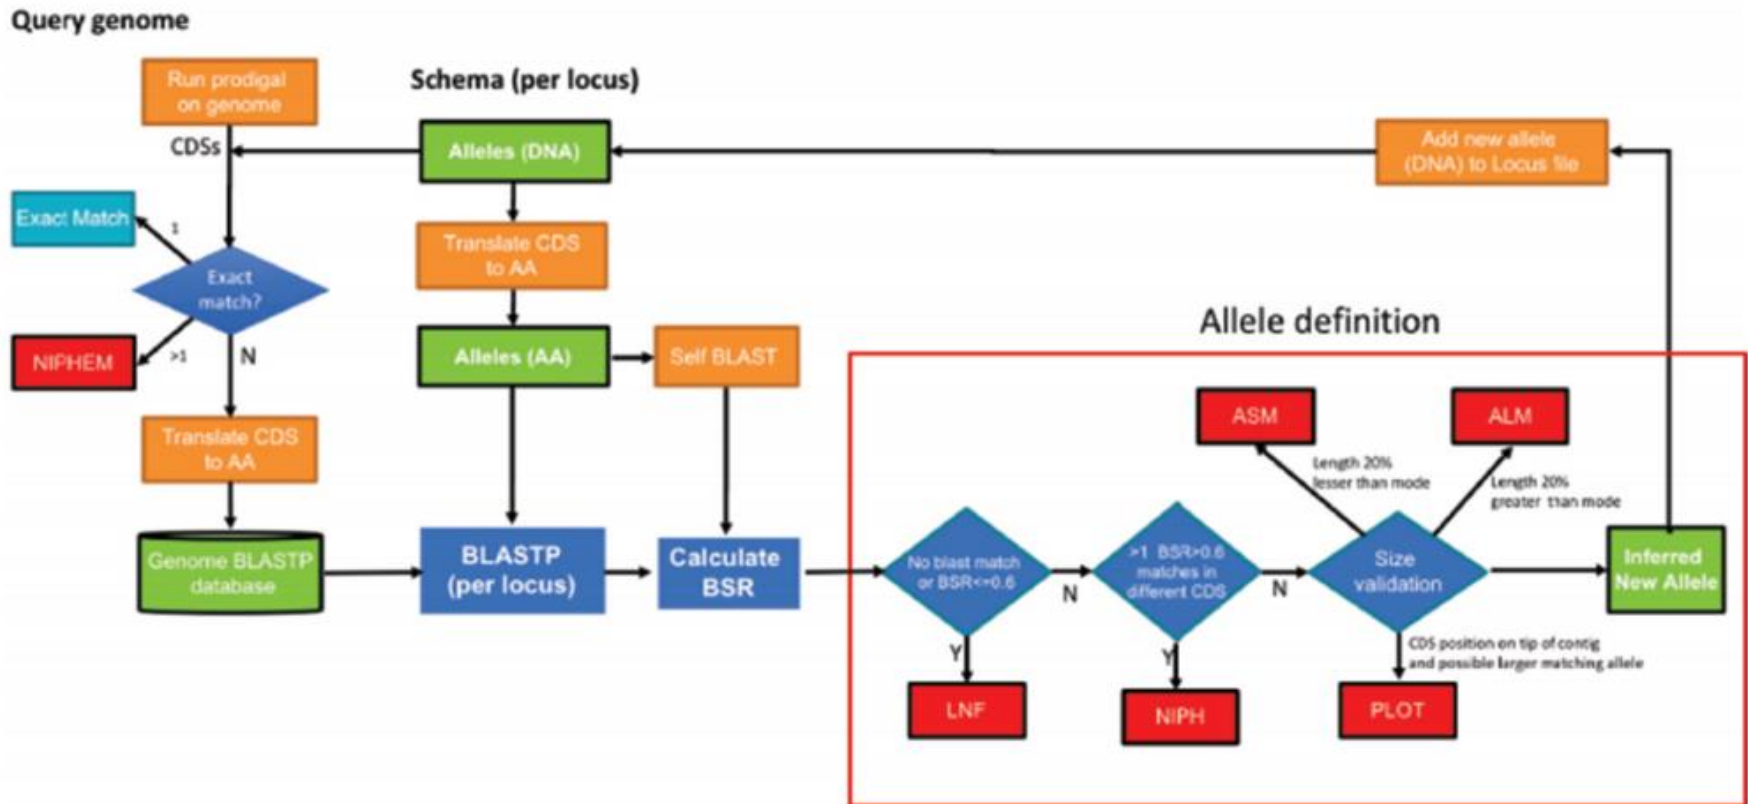 Query genome
Run prodigal
on genome
Schema (per locus)
CDSs
Alleles (DNA)
Add new allele
(DNA) to Locus file
Exact Match
1
Exact
match?
Translate CDS
to AA
NIPHEM
>1
N
Alleles (AA)
Self BLAST
Allele definition
Translate CDS
to AA
ASM
ALM
Length 20%
lesser than mode
Length 20%
greater than mode
Genome BLASTP
database
BLASTP
(per locus)
Calculate
BSR
No blast match
or BSR<=0.6
N
>1 BSR>0.6
matches in
different CDS
N
Size
validation
Inferred
New Allele
Y
LNF
Y
NIPH
CDS position on tip of contig
and possible larger matching allele
PLOT